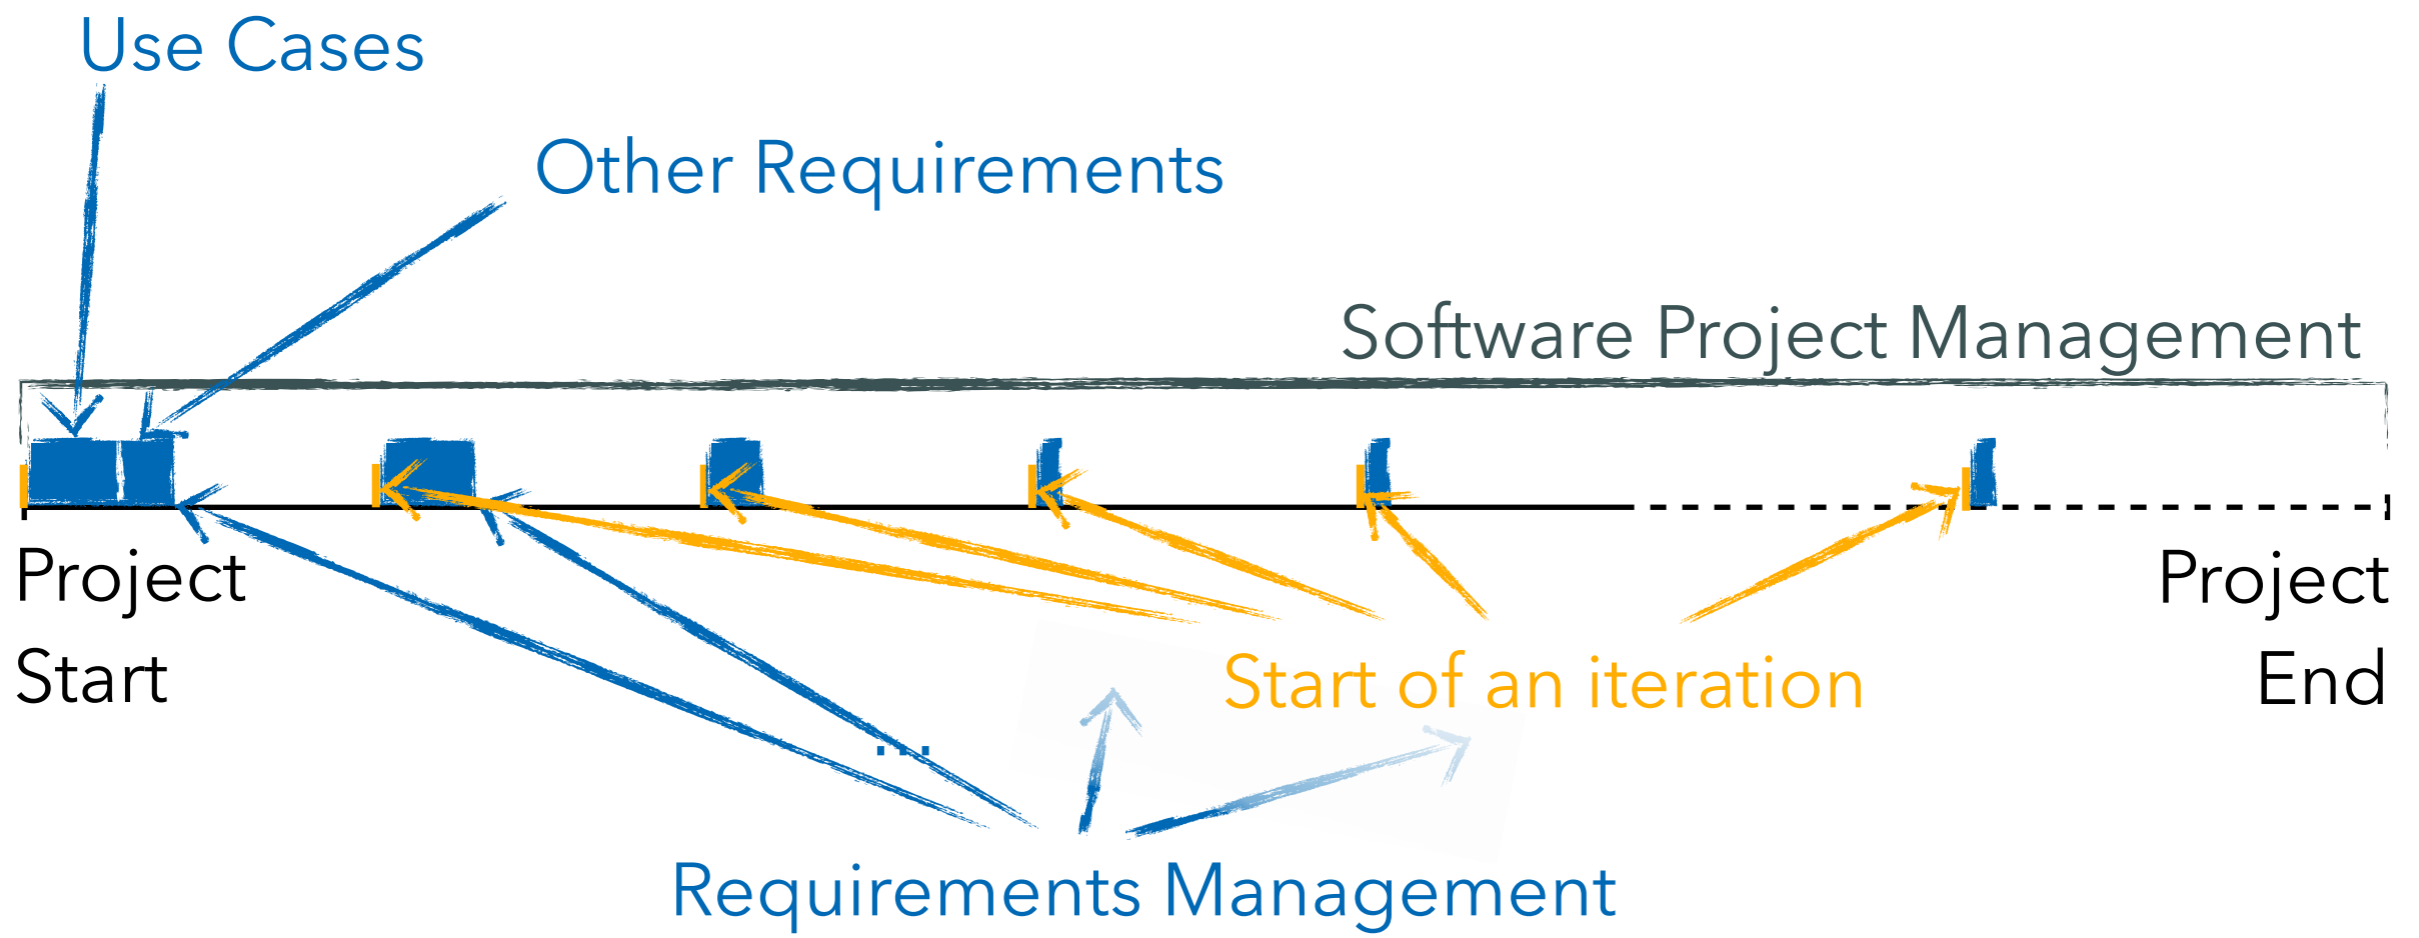 Use Cases
Other Requirements
Software Project Management
Project
Start
Project
End
Start of an iteration
...
Requirements Management